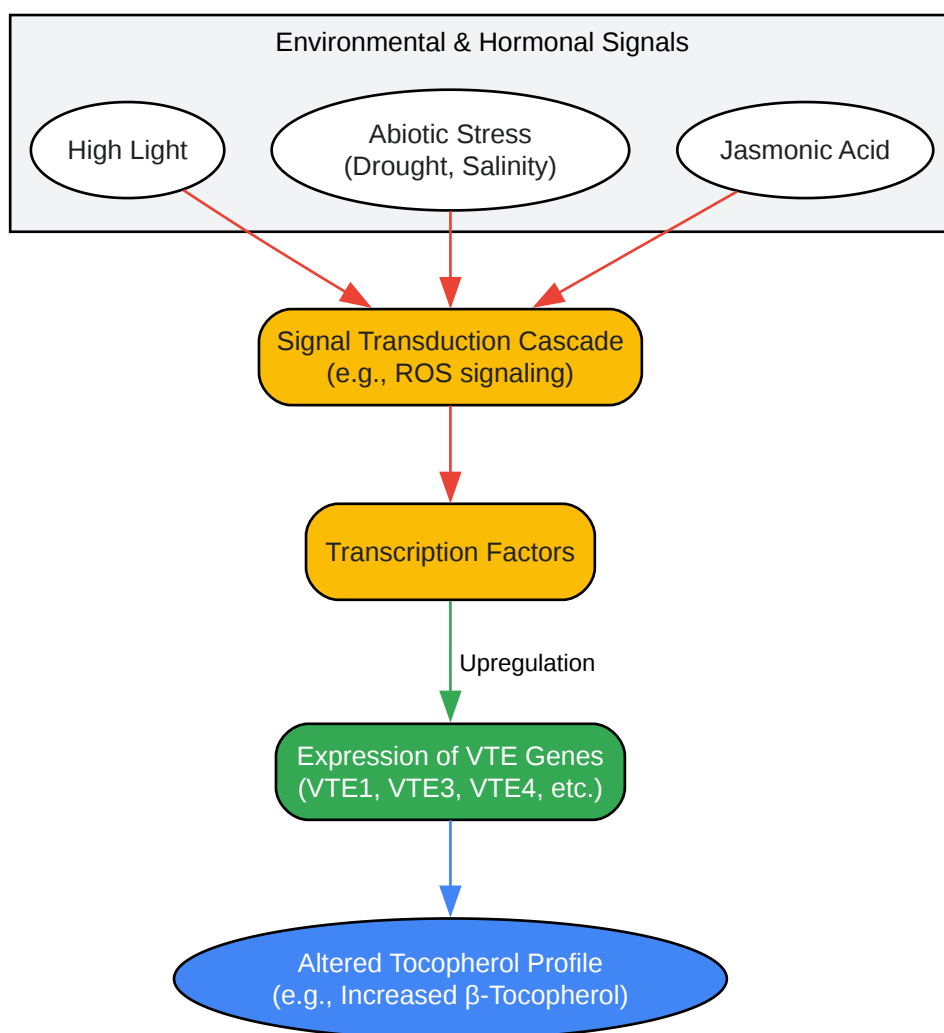 Environmental & Hormonal Signals
High Light
Abiotic Stress
(Drought, Salinity)
Jasmonic Acid
Signal Transduction Cascade
(e.g., ROS signaling)
Transcription Factors
Upregulation
Expression of VTE Genes
(VTE1, VTE3, VTE4, etc.)
Altered Tocopherol Profile
(e.g., Increased β-Tocopherol)